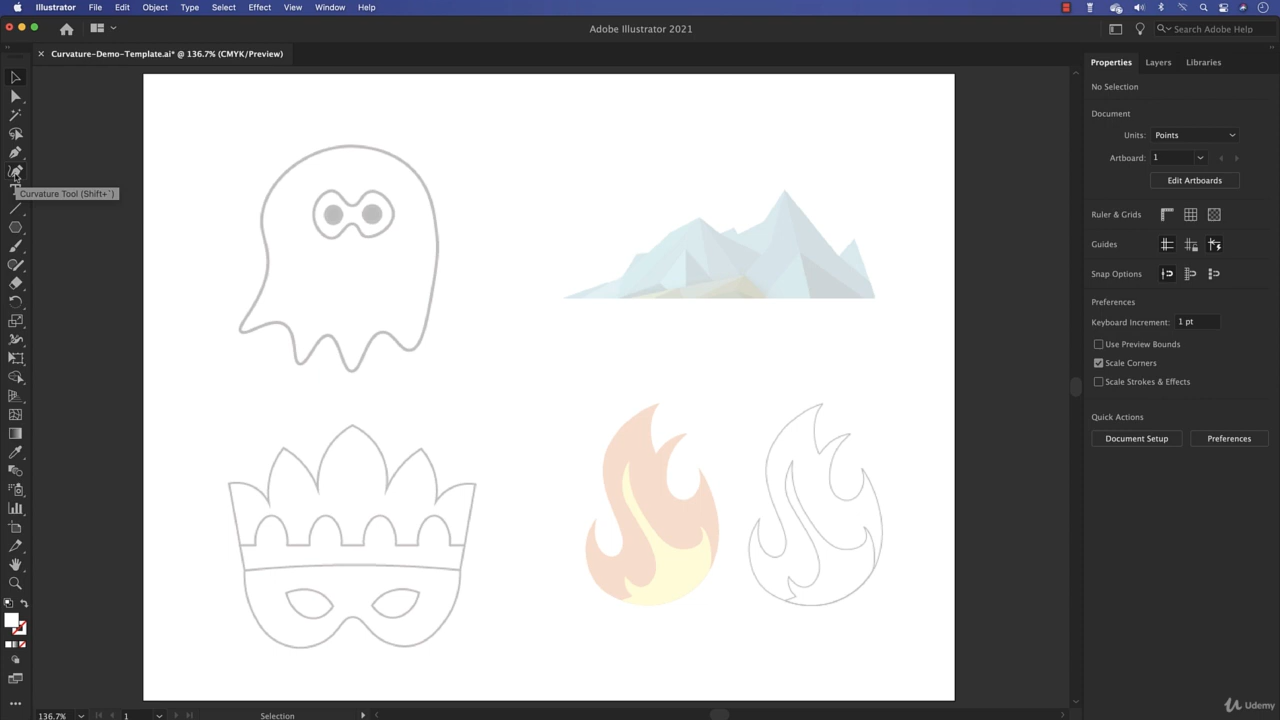 Illustrator File Edit Object Type Select Effect View Window Help
Adobe Illustrator 2021
Search Adobe Help
× Curvature-Demo-Template.ai* @ 136.7% (CMYK/Preview)
Curvature Tool (Shift+~)
Properties Layers Libraries
No Selection
Document
Units: Points
Artboard: 1
Edit Artboards
Ruler & Grids
Guides
Snap Options
Preferences
Keyboard Increment: 1 pt
Use Preview Bounds
Scale Corners
Scale Strokes & Effects
Quick Actions
Document Setup Preferences
136.7% 1 Selection
Udemy